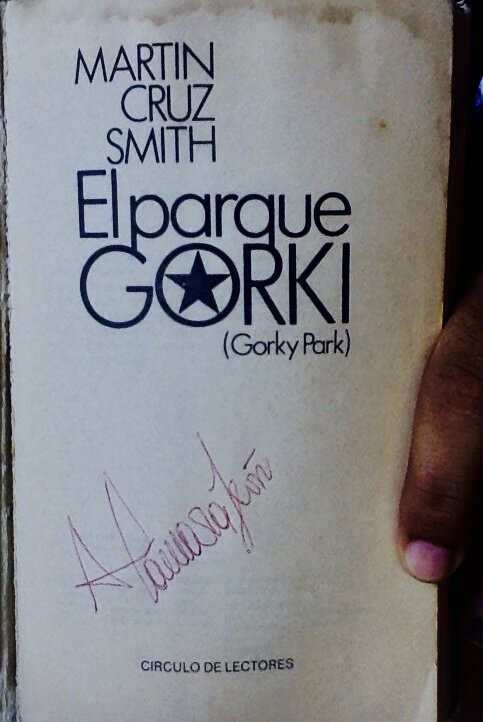 MARTIN
CRUZ
SMITH
El parque
GORKI
(Gorky Park)
CIRCULO DE LECTORES